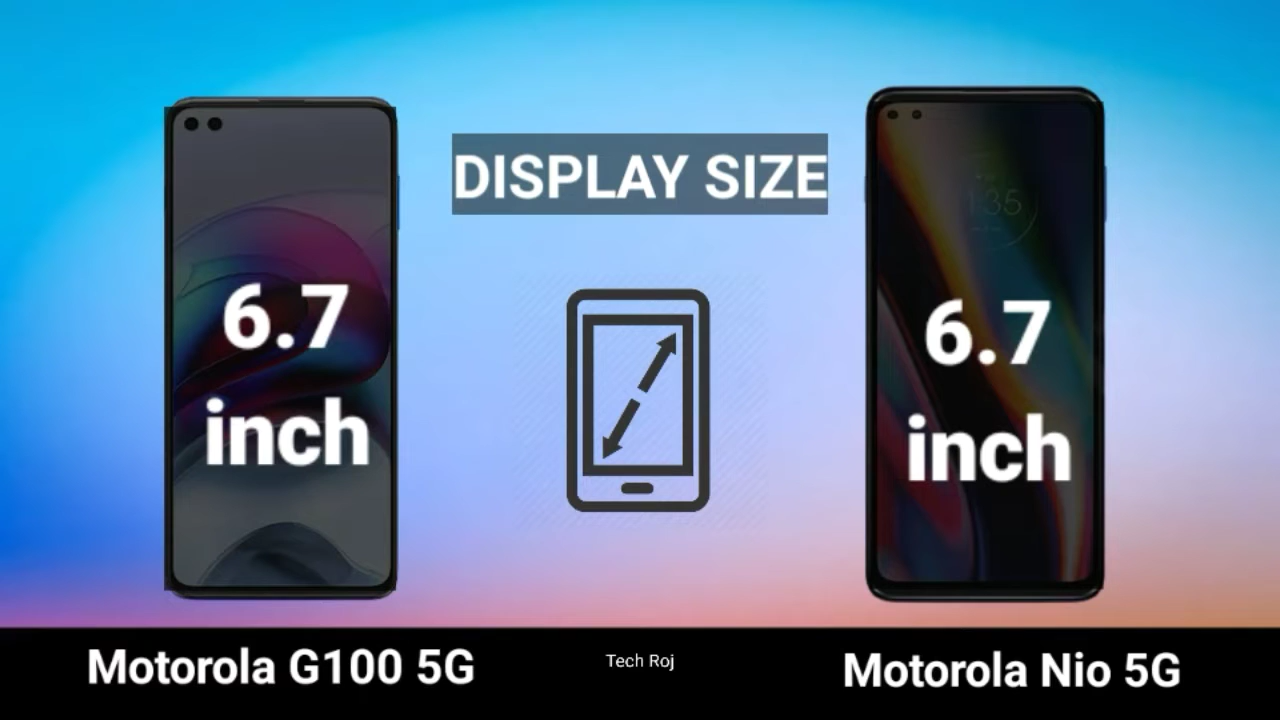 DISPLAY SIZE
6.7
inch
6.7
inch
Motorola G100 5G
Tech Roj
Motorola Nio 5G